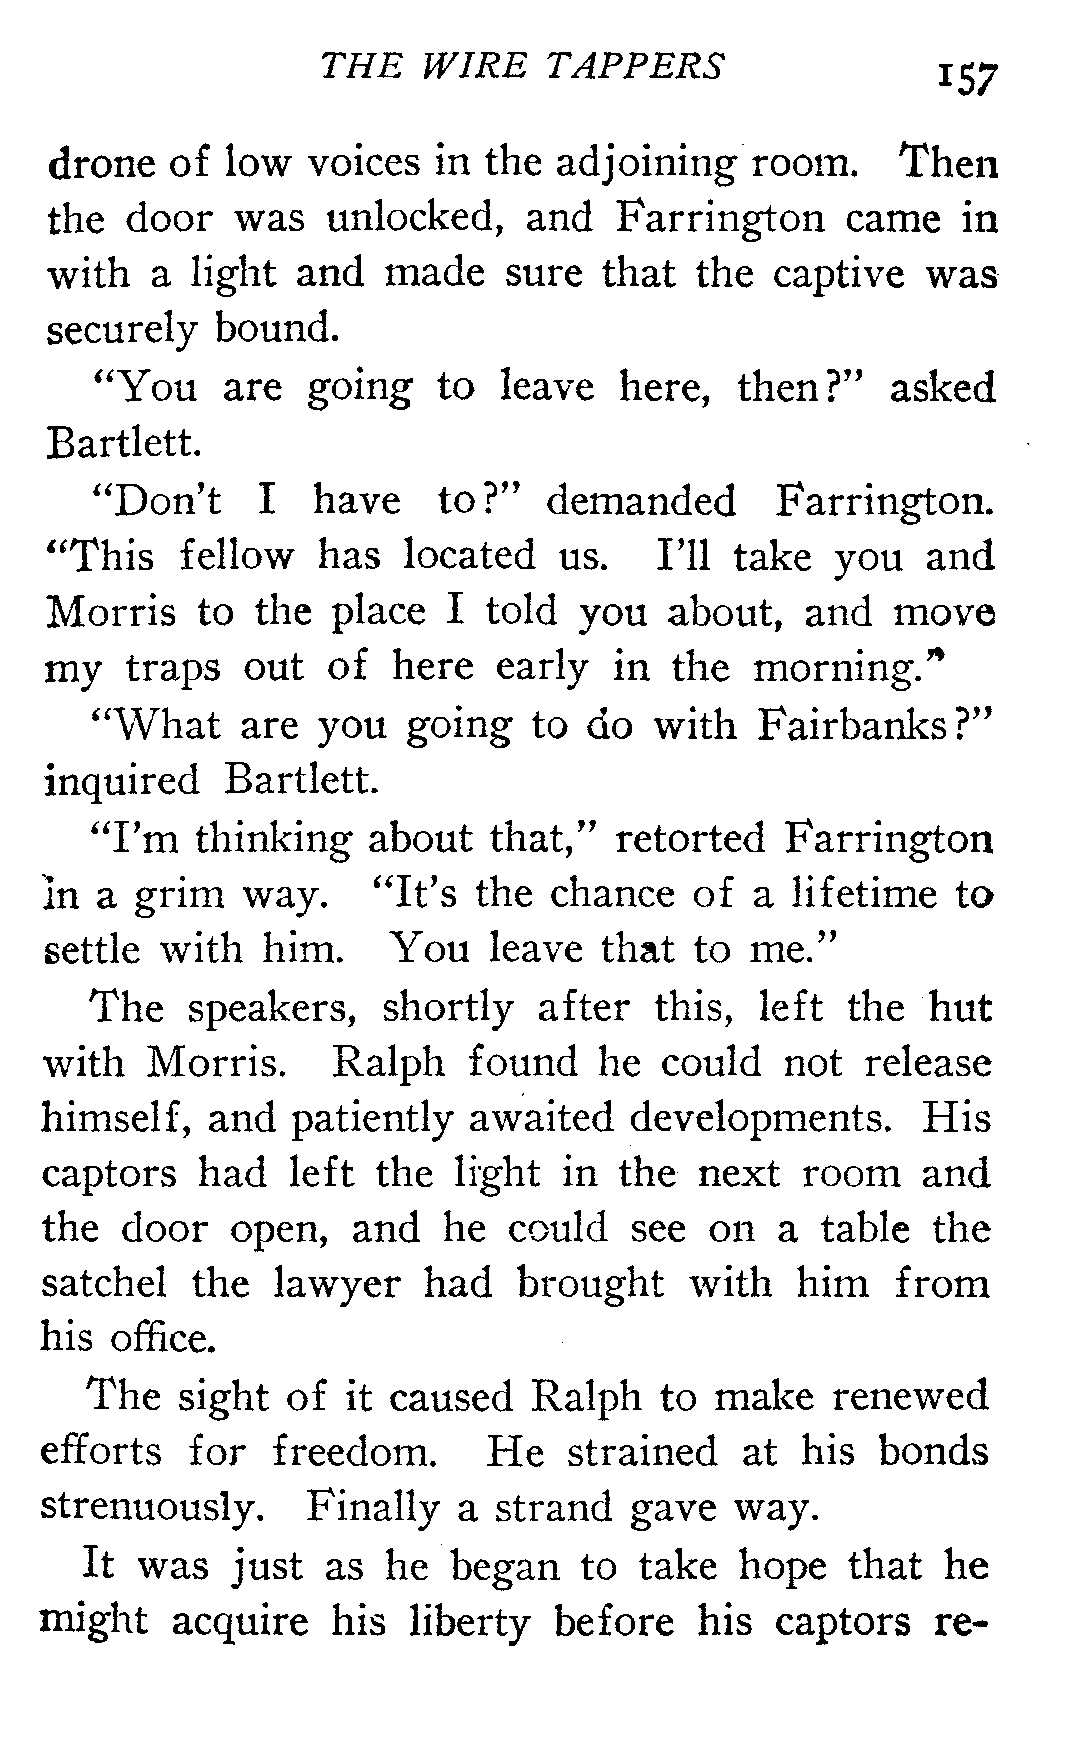 THE WIRE TAPPERS 157
drone of low voices in the adjoining room. Then
the door was unlocked, and Farrington came in
with a light and made sure that the captive was
securely bound.
"You are going to leave here, then?" asked
Bartlett.
"Don't I have to?" demanded Farrington.
"This fellow has located us. I'll take you and
Morris to the place I told you about, and move
my traps out of here early in the morning."
"What are you going to do with Fairbanks?"
inquired Bartlett.
"I'm thinking about that," retorted Farrington
in a grim way. "It's the chance of a lifetime to
settle with him. You leave that to me."
The speakers, shortly after this, left the hut
with Morris. Ralph found he could not release
himself, and patiently awaited developments. His
captors had left the light in the next room and
the door open, and he could see on a table the
satchel the lawyer had brought with him from
his office.
The sight of it caused Ralph to make renewed
efforts for freedom. He strained at his bonds
strenuously. Finally a strand gave way.
It was just as he began to take hope that he
might acquire his liberty before his captors re-